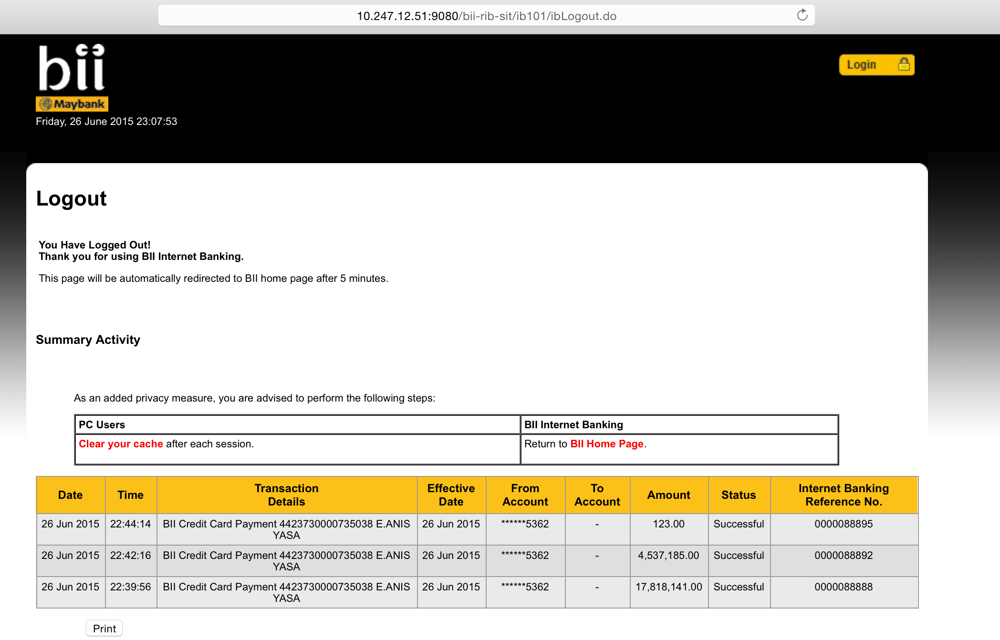 10.247.12.51:9080/bii-rib-sit/ib101/ibLogout.do
bii
Login
Maybank
Friday, 26 June 2015 23:07:53
Logout
You Have Logged Out!
Thank you for using BII Internet Banking.
This page will be automatically redirected to BII home page after 5 minutes.
Summary Activity
As an added privacy measure, you are advised to perform the following steps:
PC Users BII Internet Banking
Clear your cache after each session. Return to BII Home Page.
Date Time Transaction Details Effective Date From Account To Account Amount Status Internet Banking Reference No.
26 Jun 2015 22:44:14 BII Credit Card Payment 4423730000735038 E.ANIS YASA 26 Jun 2015 ******5362 - 123.00 Successful 0000088895
26 Jun 2015 22:42:16 BII Credit Card Payment 4423730000735038 E.ANIS YASA 26 Jun 2015 ******5362 - 4,537,185.00 Successful 0000088892
26 Jun 2015 22:39:56 BII Credit Card Payment 4423730000735038 E.ANIS YASA 26 Jun 2015 ******5362 - 17,818,141.00 Successful 0000088888
Print